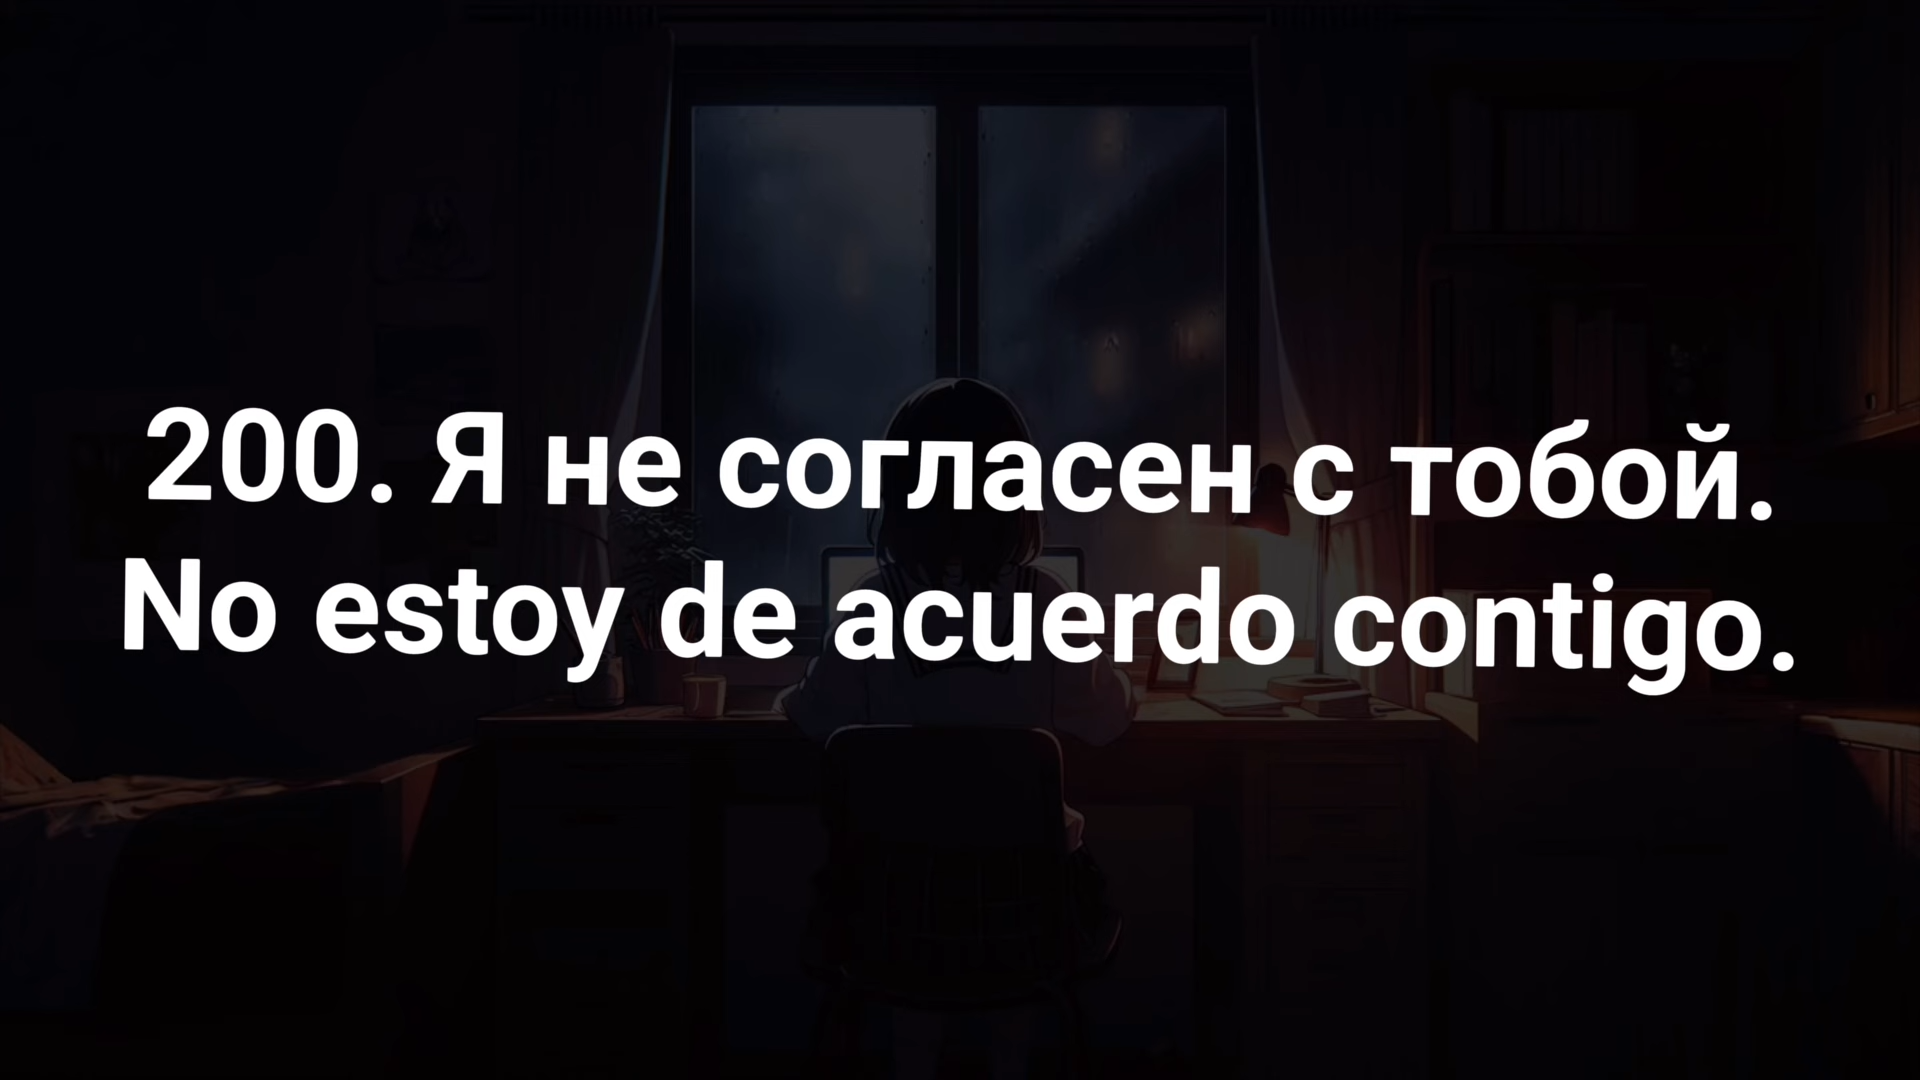 200. Я не согласен с тобой.
No estoy de acuerdo contigo.